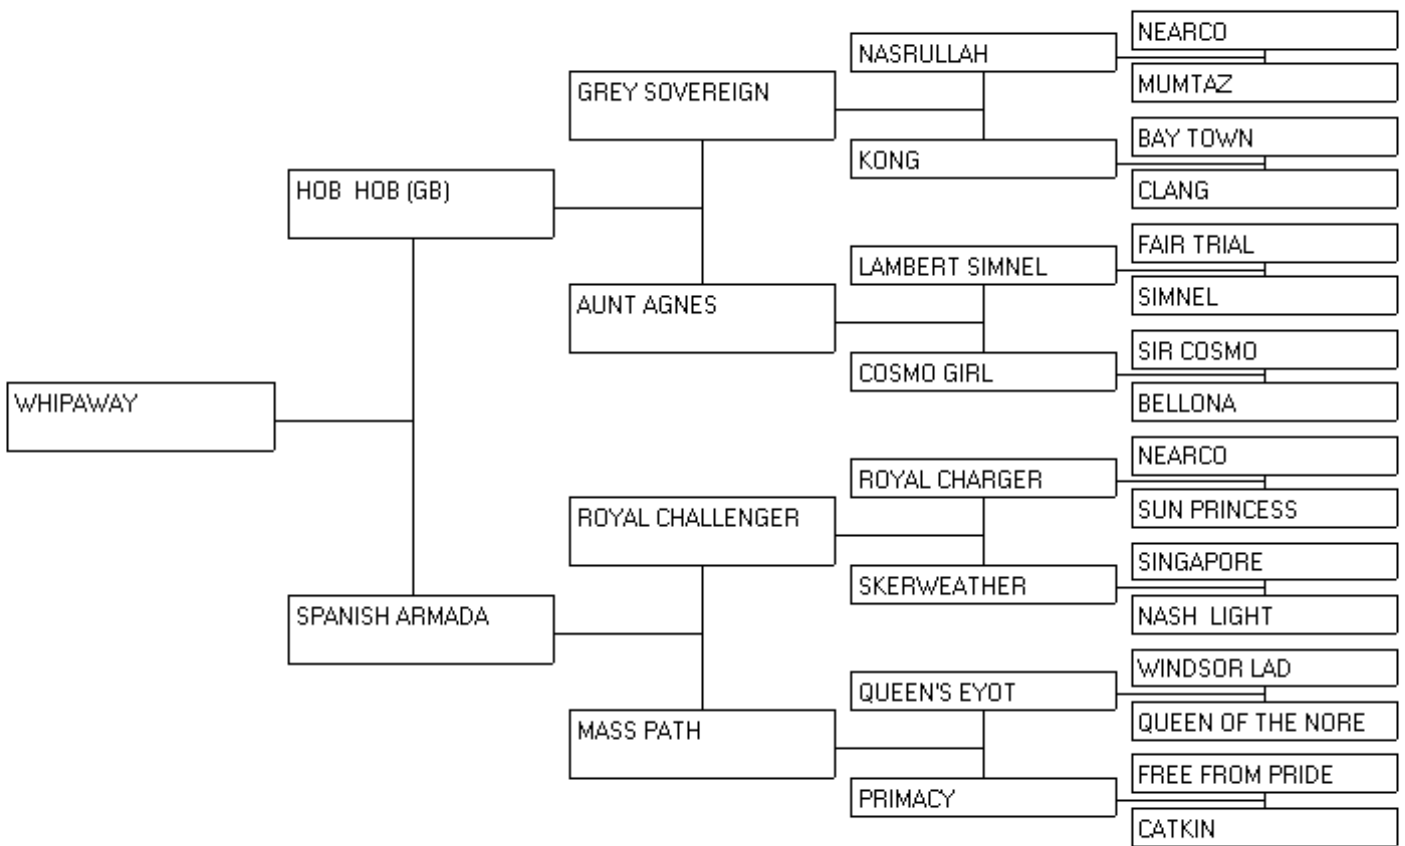 NEARCO
NASRULLAH
MUMTAZ
GREY SOVEREIGN
BAY TOWN
KONG
CLANG
HOB  HOB (GB)
FAIR TRIAL
LAMBERT SIMNEL
SIMNEL
AUNT AGNES
SIR COSMO
COSMO GIRL
BELLONA
WHIPAWAY
NEARCO
ROYAL CHARGER
SUN PRINCESS
ROYAL CHALLENGER
SINGAPORE
SKERWEATHER
NASH  LIGHT
SPANISH ARMADA
WINDSOR LAD
QUEEN'S EYOT
QUEEN OF THE NORE
MASS PATH
FREE FROM PRIDE
PRIMACY
CATKIN